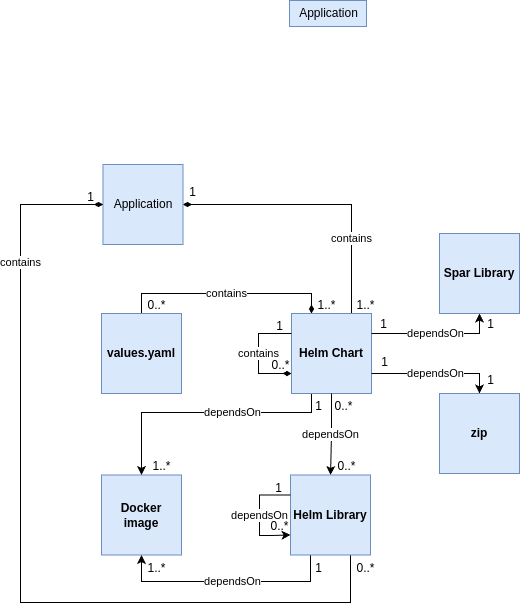 Application
1
1
Application
contains
contains
Spar Library
contains
0..*
1..*
1..*
1
1
1
dependsOn
values.yaml
contains
Helm Chart
0..*
1
dependsOn
1
1
0..*
dependsOn
zip
dependsOn
1..*
0..*
1
Docker
image
dependsOn
Helm Library
0..*
1..*
1
0..*
dependsOn